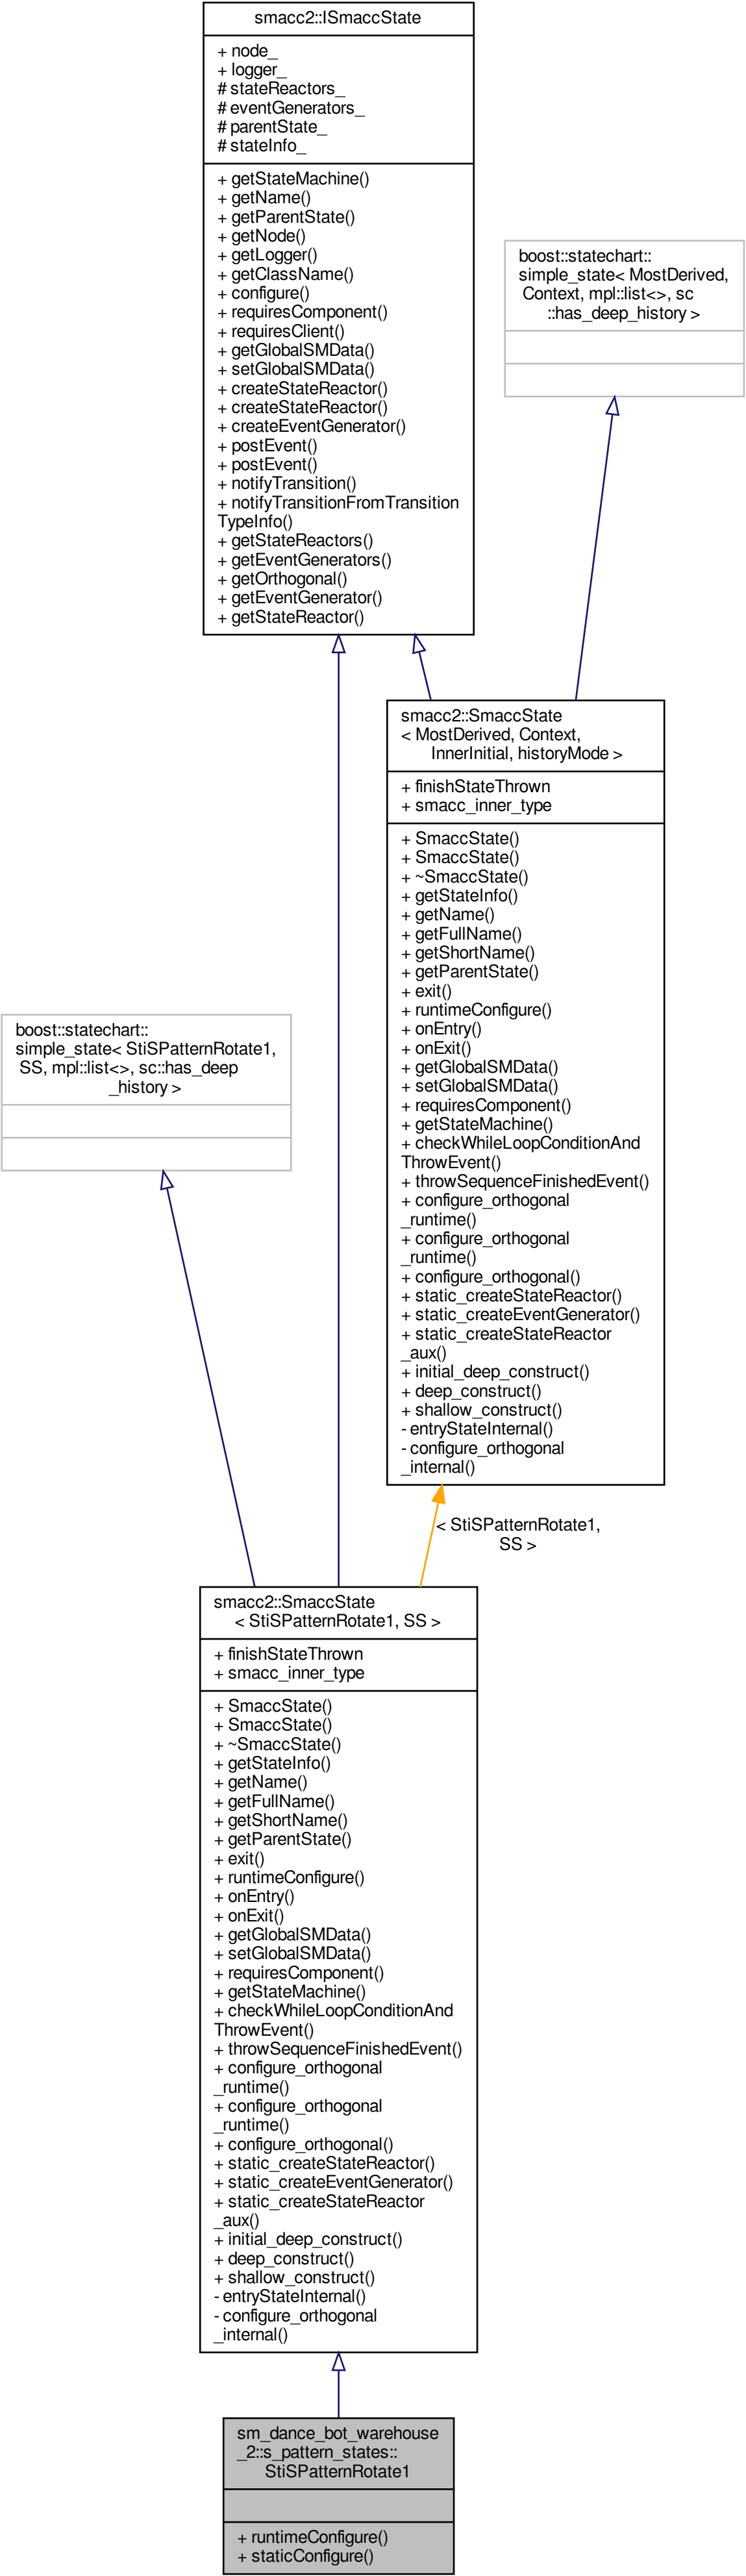 smacc2::ISmaccState
+ node_
+ logger_
# stateReactors_
# eventGenerators_
# parentState_
# stateInfo_
+ getStateMachine()
+ getName()
+ getParentState()
+ getNode()
+ getLogger()
+ getClassName()
+ configure()
+ requiresComponent()
+ requiresClient()
+ getGlobalSMData()
+ setGlobalSMData()
+ createStateReactor()
+ createStateReactor()
+ createEventGenerator()
+ postEvent()
+ postEvent()
+ notifyTransition()
+ notifyTransitionFromTransition
TypeInfo()
+ getStateReactors()
+ getEventGenerators()
+ getOrthogonal()
+ getEventGenerator()
+ getStateReactor()
boost::statechart::
simple_state< MostDerived,
Context, mpl::list<>, sc
::has_deep_history >
smacc2::SmaccState
< MostDerived, Context,
InnerInitial, historyMode >
+ finishStateThrown
+ smacc_inner_type
+ SmaccState()
+ SmaccState()
+ ~SmaccState()
+ getStateInfo()
+ getName()
+ getFullName()
+ getShortName()
+ getParentState()
+ exit()
+ runtimeConfigure()
+ onEntry()
+ onExit()
+ getGlobalSMData()
+ setGlobalSMData()
+ requiresComponent()
+ getStateMachine()
+ checkWhileLoopConditionAnd
ThrowEvent()
+ throwSequenceFinishedEvent()
+ configure_orthogonal
_runtime()
+ configure_orthogonal
_runtime()
+ configure_orthogonal()
+ static_createStateReactor()
+ static_createEventGenerator()
+ static_createStateReactor
_aux()
+ initial_deep_construct()
+ deep_construct()
+ shallow_construct()
- entryStateInternal()
- configure_orthogonal
_internal()
boost::statechart::
simple_state< StiSPatternRotate1,
SS, mpl::list<>, sc::has_deep
_history >
< StiSPatternRotate1,
SS >
smacc2::SmaccState
< StiSPatternRotate1, SS >
+ finishStateThrown
+ smacc_inner_type
+ SmaccState()
+ SmaccState()
+ ~SmaccState()
+ getStateInfo()
+ getName()
+ getFullName()
+ getShortName()
+ getParentState()
+ exit()
+ runtimeConfigure()
+ onEntry()
+ onExit()
+ getGlobalSMData()
+ setGlobalSMData()
+ requiresComponent()
+ getStateMachine()
+ checkWhileLoopConditionAnd
ThrowEvent()
+ throwSequenceFinishedEvent()
+ configure_orthogonal
_runtime()
+ configure_orthogonal
_runtime()
+ configure_orthogonal()
+ static_createStateReactor()
+ static_createEventGenerator()
+ static_createStateReactor
_aux()
+ initial_deep_construct()
+ deep_construct()
+ shallow_construct()
- entryStateInternal()
- configure_orthogonal
_internal()
sm_dance_bot_warehouse
_2::s_pattern_states::
StiSPatternRotate1
+ runtimeConfigure()
+ staticConfigure()